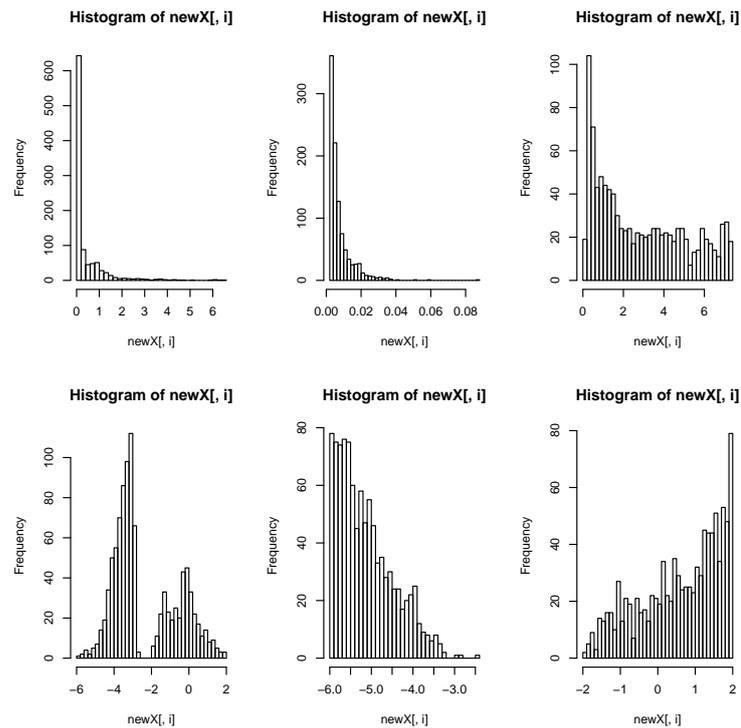 Histogram of newX[, i]
Frequency
0 100 200 300 400 500 600
0 1 2 3 4 5 6
newX[, i]
Histogram of newX[, i]
Frequency
0 100 300
0.00 0.02 0.04 0.06 0.08
newX[, i]
Histogram of newX[, i]
Frequency
0 20 40 60 80 100
0 2 4 6
newX[, i]
Histogram of newX[, i]
Frequency
0 20 40 60 80 100
−6 −4 −2 0 2
newX[, i]
Histogram of newX[, i]
Frequency
0 20 40 60 80
−6.0 −5.0 −4.0 −3.0
newX[, i]
Histogram of newX[, i]
Frequency
0 20 40 60 80
−2 −1 0 1 2
newX[, i]